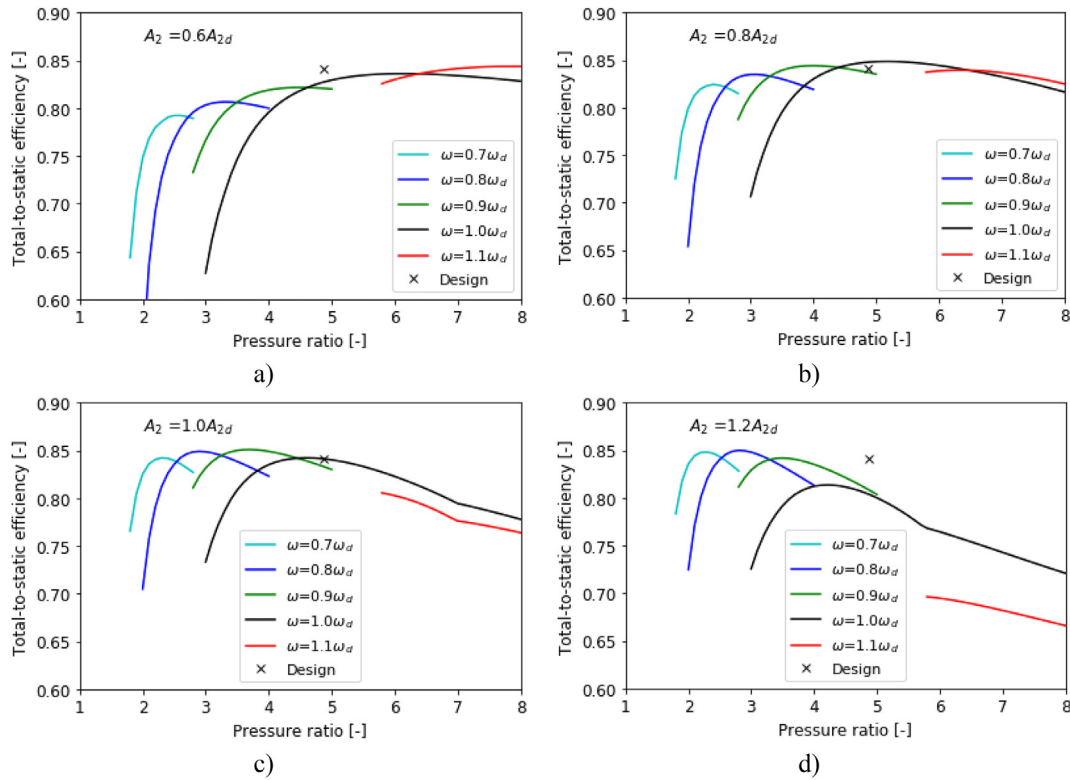 A₂ =0.6A₂d
Total-to-static efficiency [-]
0.90
0.85
0.80
0.75
0.70
0.65
0.60
ω=0.7ωd
ω=0.8ωd
ω=0.9ωd
ω=1.0ωd
ω=1.1ωd
Design
1 2 3 4 5 6 7 8
Pressure ratio [-]
a)
A₂ =0.8A₂d
Total-to-static efficiency [-]
0.90
0.85
0.80
0.75
0.70
0.65
0.60
ω=0.7ωd
ω=0.8ωd
ω=0.9ωd
ω=1.0ωd
ω=1.1ωd
Design
1 2 3 4 5 6 7 8
Pressure ratio [-]
b)
A₂ =1.0A₂d
Total-to-static efficiency [-]
0.90
0.85
0.80
0.75
0.70
0.65
0.60
ω=0.7ωd
ω=0.8ωd
ω=0.9ωd
ω=1.0ωd
ω=1.1ωd
Design
1 2 3 4 5 6 7 8
Pressure ratio [-]
c)
A₂ =1.2A₂d
Total-to-static efficiency [-]
0.90
0.85
0.80
0.75
0.70
0.65
0.60
ω=0.7ωd
ω=0.8ωd
ω=0.9ωd
ω=1.0ωd
ω=1.1ωd
Design
1 2 3 4 5 6 7 8
Pressure ratio [-]
d)